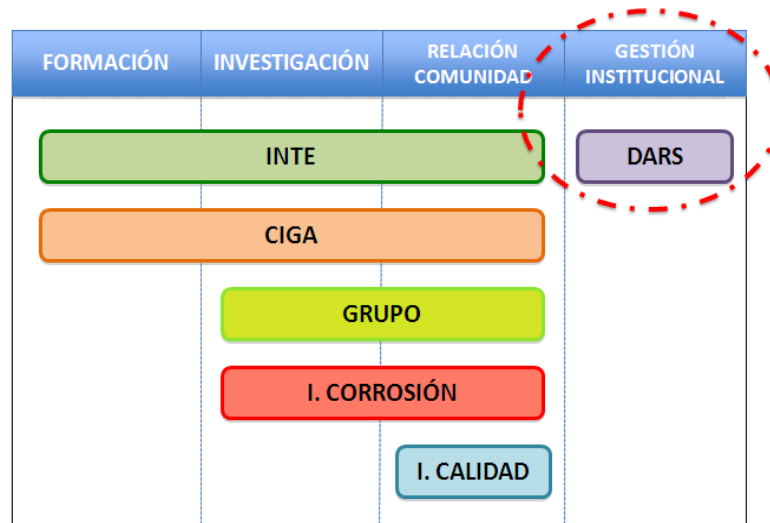 FORMACIÓN
INVESTIGACIÓN
RELACIÓN
COMUNIDAD
GESTIÓN
INSTITUCIONAL
INTE
DARS
CIGA
GRUPO
I. CORROSIÓN
I. CALIDAD